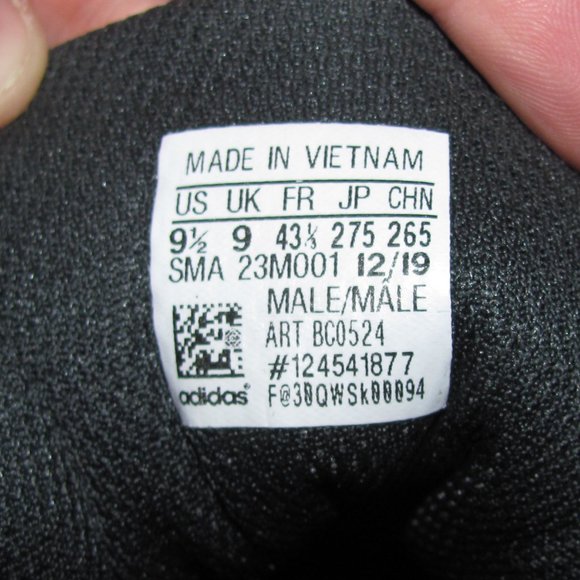 MADE IN VIETNAM
US UK FR JP CHN
9½ 9 43⅓ 275 265
SMA 23M001 12/19
MALE/MÂLE
ART BC0524
#124541877
adidas® F@30QWSk00094